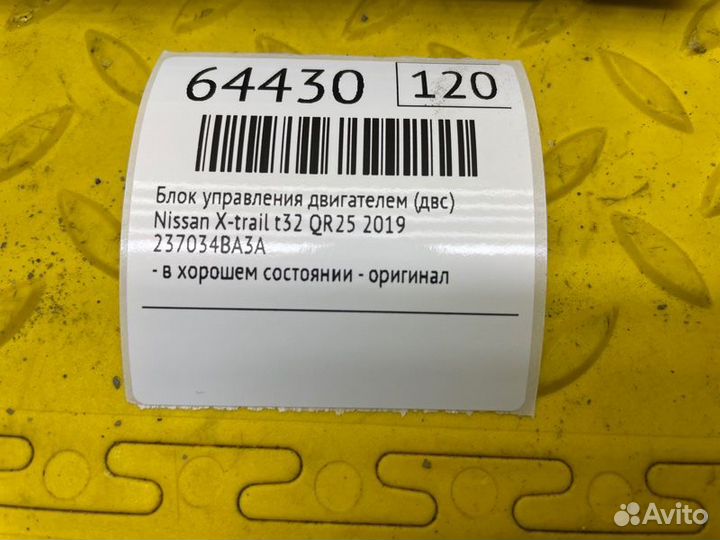 64430 120
Блок управления двигателем (двс)
Nissan X-trail t32 QR25 2019
237034BA3A
- в хорошем состоянии - оригинал
Avito